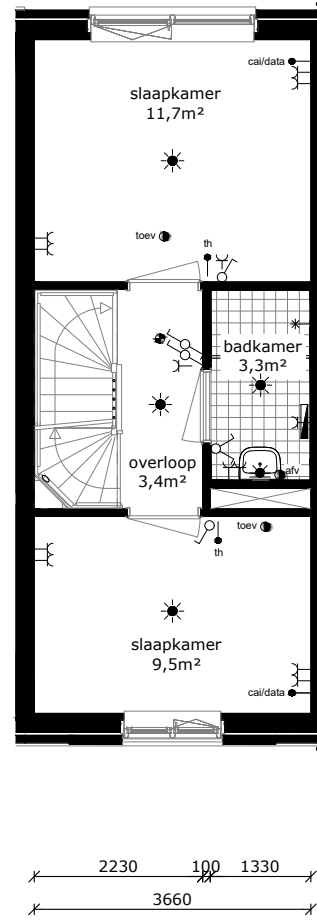 cai/data
slaapkamer
11,7m²
toev
th
badkamer
3,3m²
overloop
3,4m²
afv
toev
th
slaapkamer
9,5m²
cai/data
2230 100 1330
3660